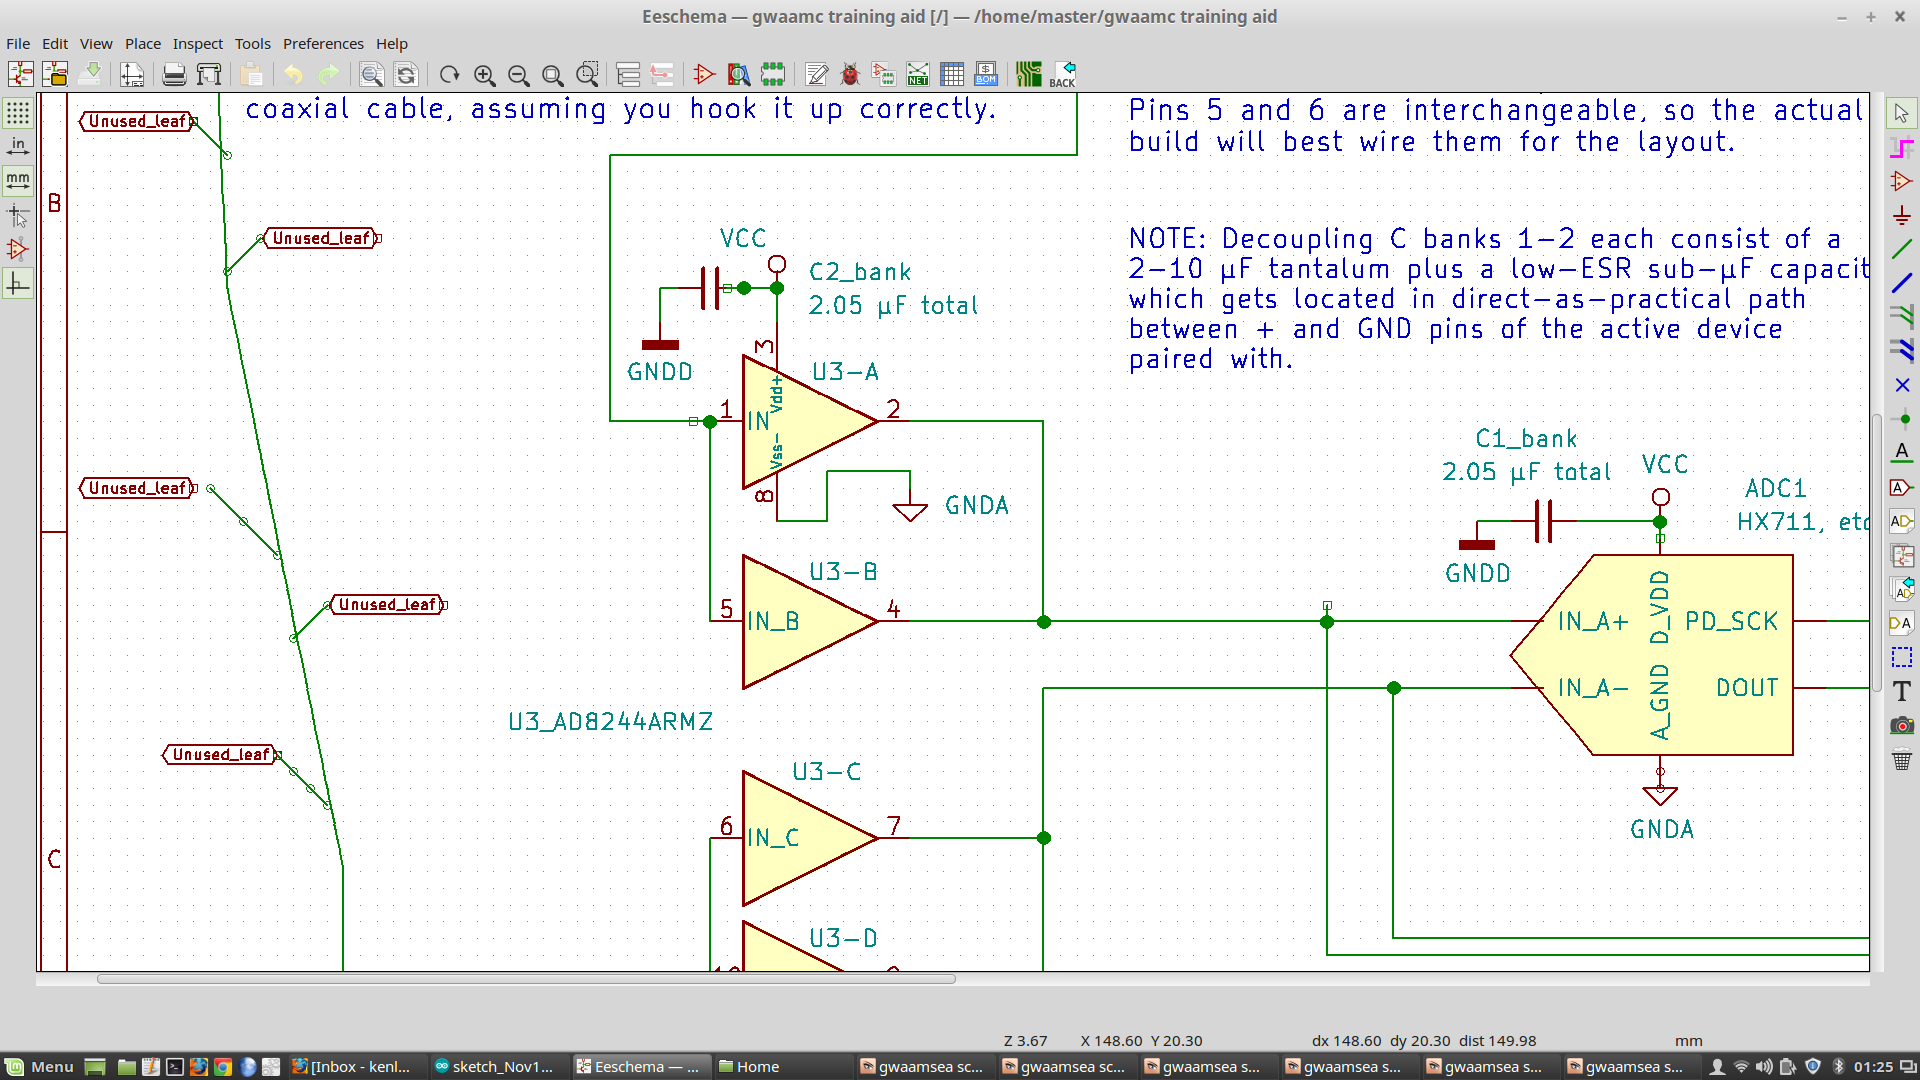 Eeschema — gwaamc training aid [/] — /home/master/gwaamc training aid
File Edit View Place Inspect Tools Preferences Help
NET
BOM
BACK
in
mm
B
C
coaxial cable, assuming you hook it up correctly.
Pins 5 and 6 are interchangeable, so the actual
build will best wire them for the layout.
NOTE: Decoupling C banks 1-2 each consist of a
2-10 µF tantalum plus a low-ESR sub-µF capacit
which gets located in direct-as-practical path
between + and GND pins of the active device
paired with.
Unused_leaf
Unused_leaf
Unused_leaf
Unused_leaf
Unused_leaf
VCC
C2_bank
2.05 µF total
GNDD
3
U3-A
1
IN
Vdd+
Vss-
2
8
GNDA
U3-B
5
IN_B
4
U3_AD8244ARMZ
U3-C
6
IN_C
7
U3-D
C1_bank
2.05 µF total
VCC
GNDD
ADC1
HX711, etc
IN_A+
D_VDD
PD_SCK
IN_A-
A_GND
DOUT
GNDA
A
A
AD
AD
DA
T
Z 3.67 X 148.60 Y 20.30 dx 148.60 dy 20.30 dist 149.98 mm
Menu [Inbox - kenl... sketch_Nov1... Eeschema — ... Home gwaamsea sc... gwaamsea sc... gwaamsea s... gwaamsea s... gwaamsea s... gwaamsea s... 01:25